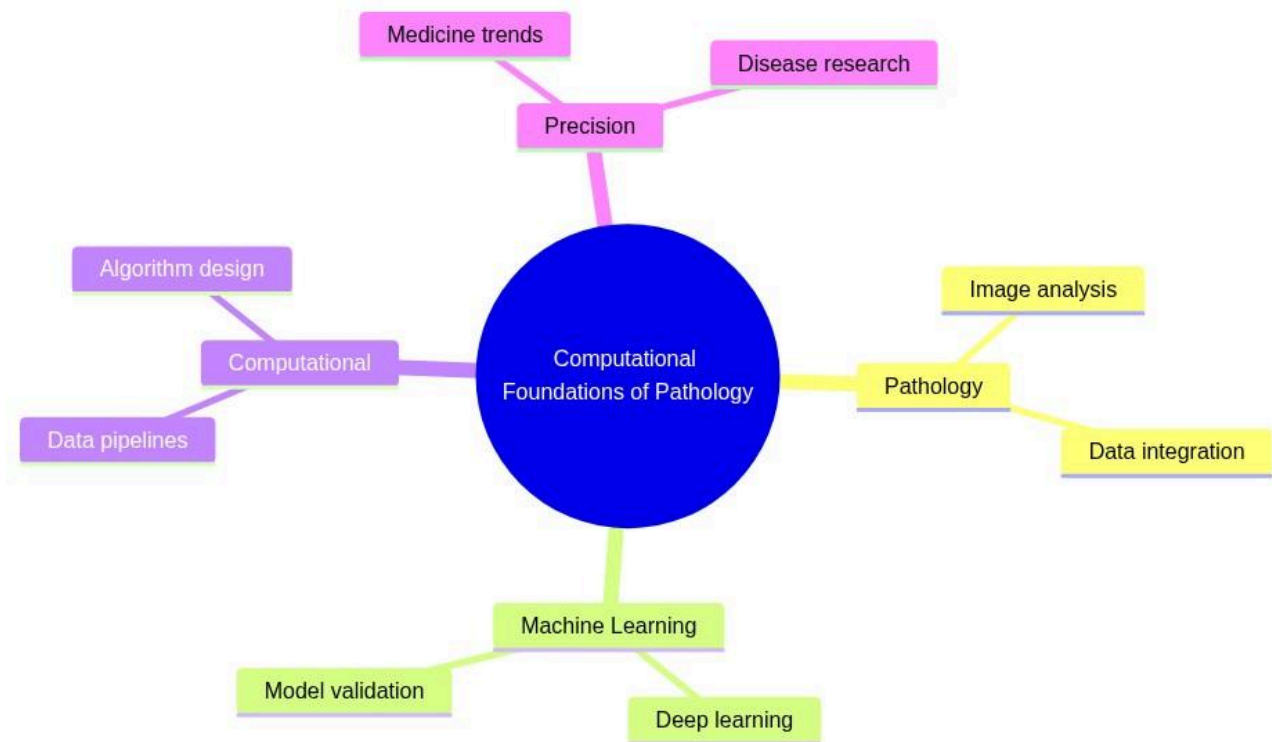 Medicine trends
Disease research
Precision
Algorithm design
Image analysis
Computational
Computational
Foundations of Pathology
Pathology
Data pipelines
Data integration
Machine Learning
Model validation
Deep learning